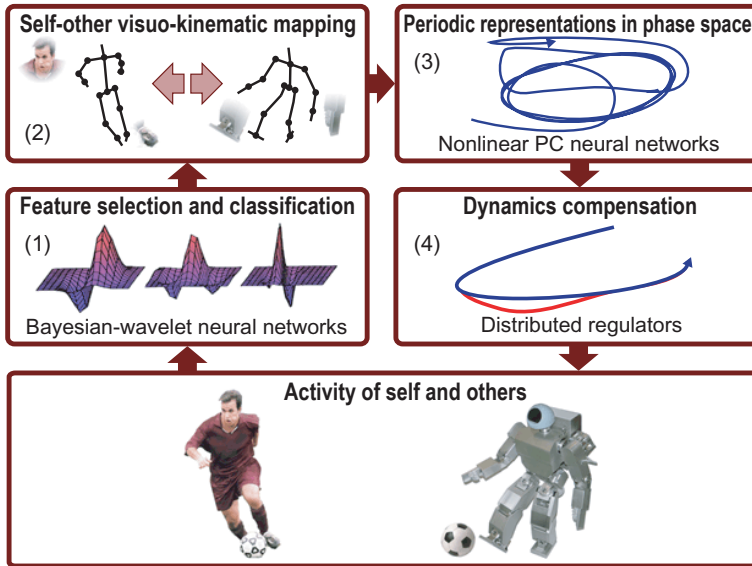 Self-other visuo-kinematic mapping
(2)
Periodic representations in phase space
(3)
Nonlinear PC neural networks
Feature selection and classification
(1)
Bayesian-wavelet neural networks
Dynamics compensation
(4)
Distributed regulators
Activity of self and others